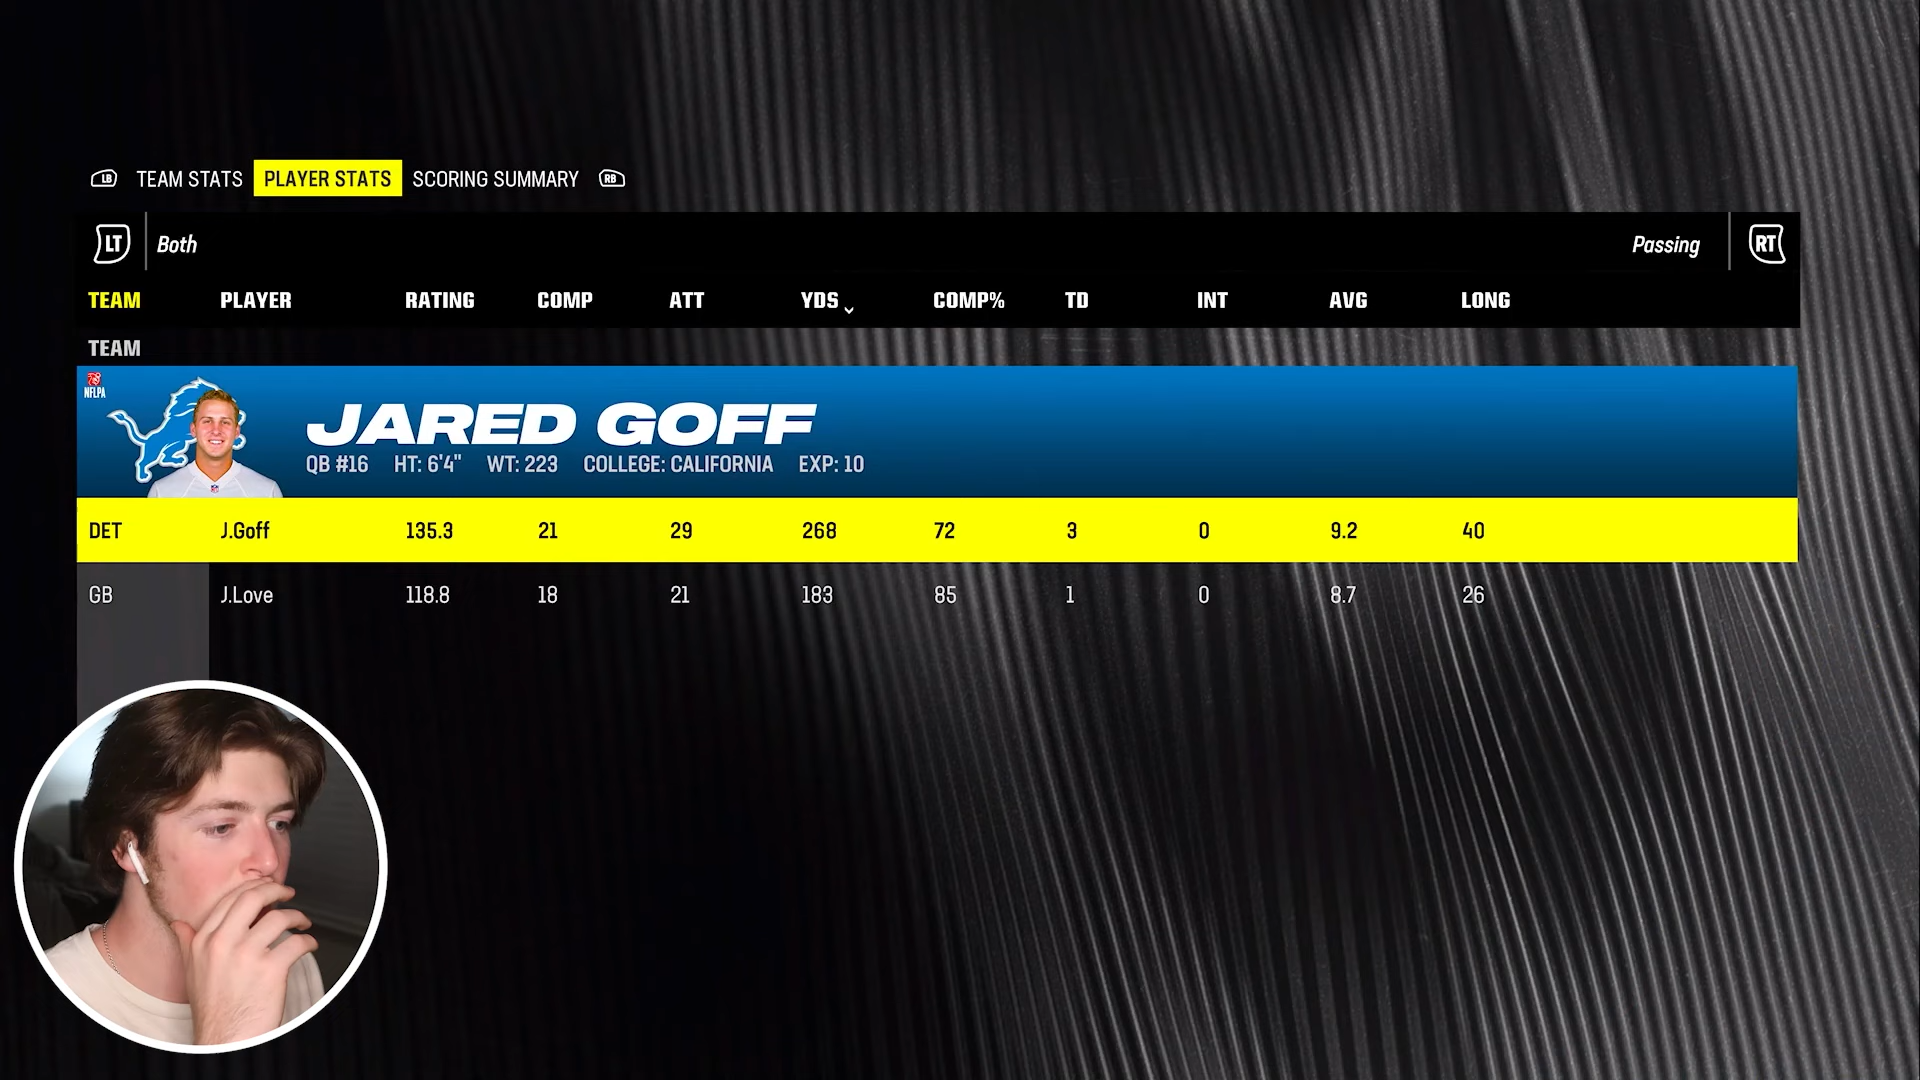 LB TEAM STATS PLAYER STATS SCORING SUMMARY RB
LT Both Passing RT
TEAM PLAYER RATING COMP ATT YDS COMP% TD INT AVG LONG
TEAM
NFLPA
JARED GOFF
QB #16 HT: 6'4" WT: 223 COLLEGE: CALIFORNIA EXP: 10
DET J.Goff 135.3 21 29 268 72 3 0 9.2 40
GB J.Love 118.8 18 21 183 85 1 0 8.7 26